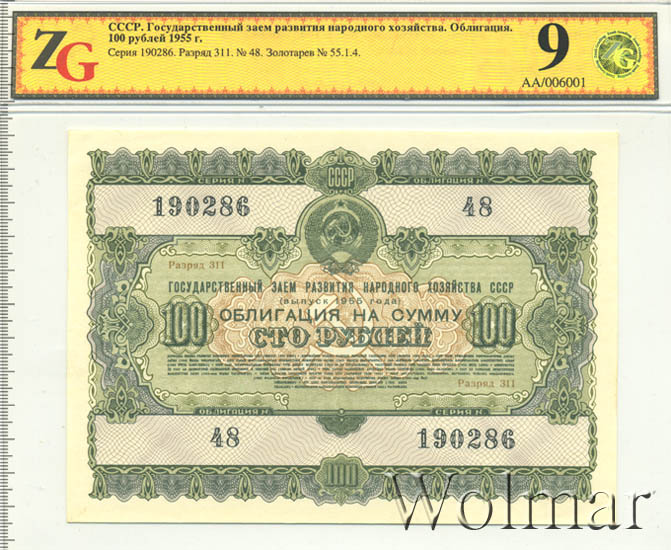 ZG
СССР. Государственный заем развития народного хозяйства. Облигация.
100 рублей 1955 г.
Серия 190286. Разряд 311. № 48. Золотарев № 55.1.4.
9
ZG
AA/006001
СССР
СЕРИЯ №
ОБЛИГАЦИЯ №
190286
48
Разряд 311
ГОСУДАРСТВЕННЫЙ ЗАЕМ РАЗВИТИЯ НАРОДНОГО ХОЗЯЙСТВА СССР
(выпуск 1955 года)
ОБЛИГАЦИЯ НА СУММУ
100
СТО РУБЛЕЙ
100
Разряд 311
ОБЛИГАЦИЯ №
СЕРИЯ №
48
190286
100
Wolmar